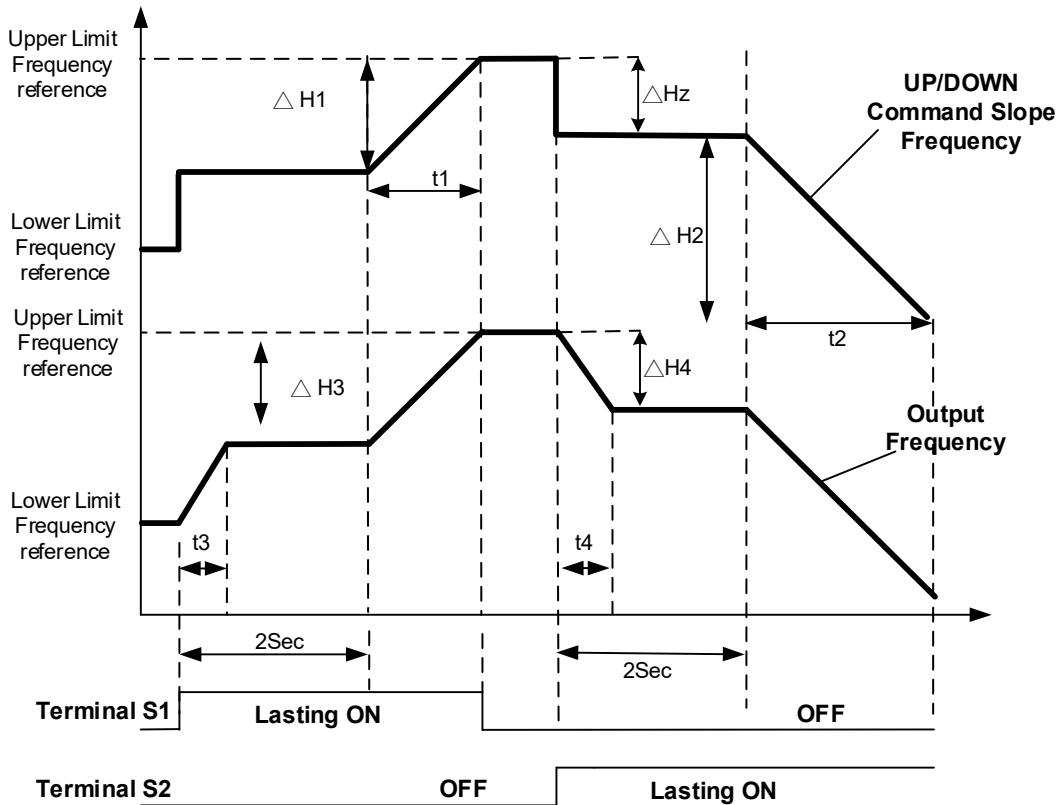 Upper Limit
Frequency
reference
△ H1
△Hz
UP/DOWN
Command Slope
Frequency
t1
Lower Limit
Frequency
reference
△ H2
Upper Limit
Frequency
reference
t2
△ H3
△H4
Output
Frequency
Lower Limit
Frequency
reference
t3
t4
2Sec
2Sec
Terminal S1
Lasting ON
OFF
Terminal S2
OFF
Lasting ON